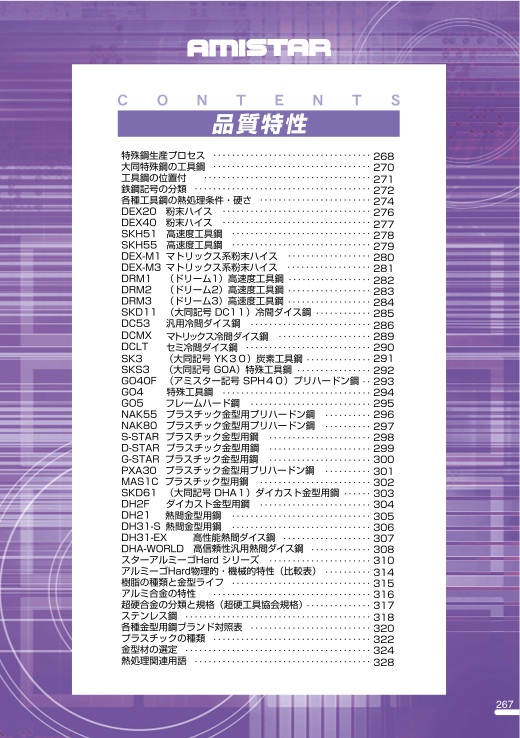 AMISTAR
CONTENTS
品質特性
特殊鋼生産プロセス ‥‥‥‥‥‥‥‥‥‥‥‥‥‥ 268
大同特殊鋼の工具鋼 ‥‥‥‥‥‥‥‥‥‥‥‥‥‥ 270
工具鋼の位置付 ‥‥‥‥‥‥‥‥‥‥‥‥‥‥ 271
鉄鋼記号の分類 ‥‥‥‥‥‥‥‥‥‥‥‥‥‥‥ 272
各種工具鋼の熱処理条件・硬さ ‥‥‥‥‥‥‥‥‥‥ 274
DEX20 粉末ハイス ‥‥‥‥‥‥‥‥‥‥‥‥‥ 276
DEX40 粉末ハイス ‥‥‥‥‥‥‥‥‥‥‥‥‥ 277
SKH51 高速度工具鋼 ‥‥‥‥‥‥‥‥‥‥‥‥ 278
SKH55 高速度工具鋼 ‥‥‥‥‥‥‥‥‥‥‥‥ 279
DEX-M1 マトリックス系粉末ハイス ‥‥‥‥‥‥‥‥ 280
DEX-M3 マトリックス系粉末ハイス ‥‥‥‥‥‥‥ 281
DRM1 （ドリーム1）高速度工具鋼 ‥‥‥‥‥‥‥ 282
DRM2 （ドリーム2）高速度工具鋼 ‥‥‥‥‥‥‥ 283
DRM3 （ドリーム3）高速度工具鋼 ‥‥‥‥‥‥‥ 284
SKD11 （大同記号 DC11）冷間ダイス鋼 ‥‥‥‥‥ 285
DC53 汎用冷間ダイス鋼 ‥‥‥‥‥‥‥‥‥‥‥ 286
DCMX マトリックス冷間ダイス鋼 ‥‥‥‥‥‥‥‥ 289
DCLT セミ冷間ダイス鋼 ‥‥‥‥‥‥‥‥‥‥‥ 290
SK3 （大同記号 YK30）炭素工具鋼 ‥‥‥‥‥‥ 291
SKS3 （大同記号 GOA）特殊工具鋼 ‥‥‥‥‥‥ 292
GO40F （アミスター記号 SPH40）プリハードン鋼 ‥ 293
GO4 特殊工具鋼 ‥‥‥‥‥‥‥‥‥‥‥‥‥ 294
GO5 フレームハード鋼 ‥‥‥‥‥‥‥‥‥‥‥ 295
NAK55 プラスチック金型用プリハードン鋼 ‥‥‥‥ 296
NAK80 プラスチック金型用プリハードン鋼 ‥‥‥‥ 297
S-STAR プラスチック金型用鋼 ‥‥‥‥‥‥‥‥‥ 298
D-STAR プラスチック金型用鋼 ‥‥‥‥‥‥‥‥‥ 299
G-STAR プラスチック金型用鋼 ‥‥‥‥‥‥‥‥‥ 300
PXA30 プラスチック金型用プリハードン鋼 ‥‥‥‥ 301
MAS1C プラスチック型用鋼 ‥‥‥‥‥‥‥‥‥‥ 302
SKD61 （大同記号 DHA1）ダイカスト金型用鋼 ‥‥ 303
DH2F ダイカスト金型用鋼 ‥‥‥‥‥‥‥‥‥‥ 304
DH21 熱間金型用鋼 ‥‥‥‥‥‥‥‥‥‥‥‥ 305
DH31-S 熱間金型用鋼 ‥‥‥‥‥‥‥‥‥‥‥‥ 306
DH31-EX 高性能熱間ダイス鋼 ‥‥‥‥‥‥‥‥ 307
DHA-WORLD 高信頼性汎用熱間ダイス鋼 ‥‥‥‥‥ 308
スターアルミーゴHard シリーズ ‥‥‥‥‥‥‥‥‥ 310
アルミーゴHard物理的・機械的特性（比較表） ‥‥‥‥ 314
樹脂の種類と金型ライフ ‥‥‥‥‥‥‥‥‥‥‥‥ 315
アルミ合金の特性 ‥‥‥‥‥‥‥‥‥‥‥‥‥ 316
超硬合金の分類と規格（超硬工具協会規格）‥‥‥‥‥ 317
ステンレス鋼 ‥‥‥‥‥‥‥‥‥‥‥‥‥‥‥ 318
各種金型用鋼ブランド対照表 ‥‥‥‥‥‥‥‥‥‥ 320
プラスチックの種類 ‥‥‥‥‥‥‥‥‥‥‥‥‥ 322
金型材の選定 ‥‥‥‥‥‥‥‥‥‥‥‥‥‥‥ 324
熱処理関連用語 ‥‥‥‥‥‥‥‥‥‥‥‥‥‥‥ 328
267